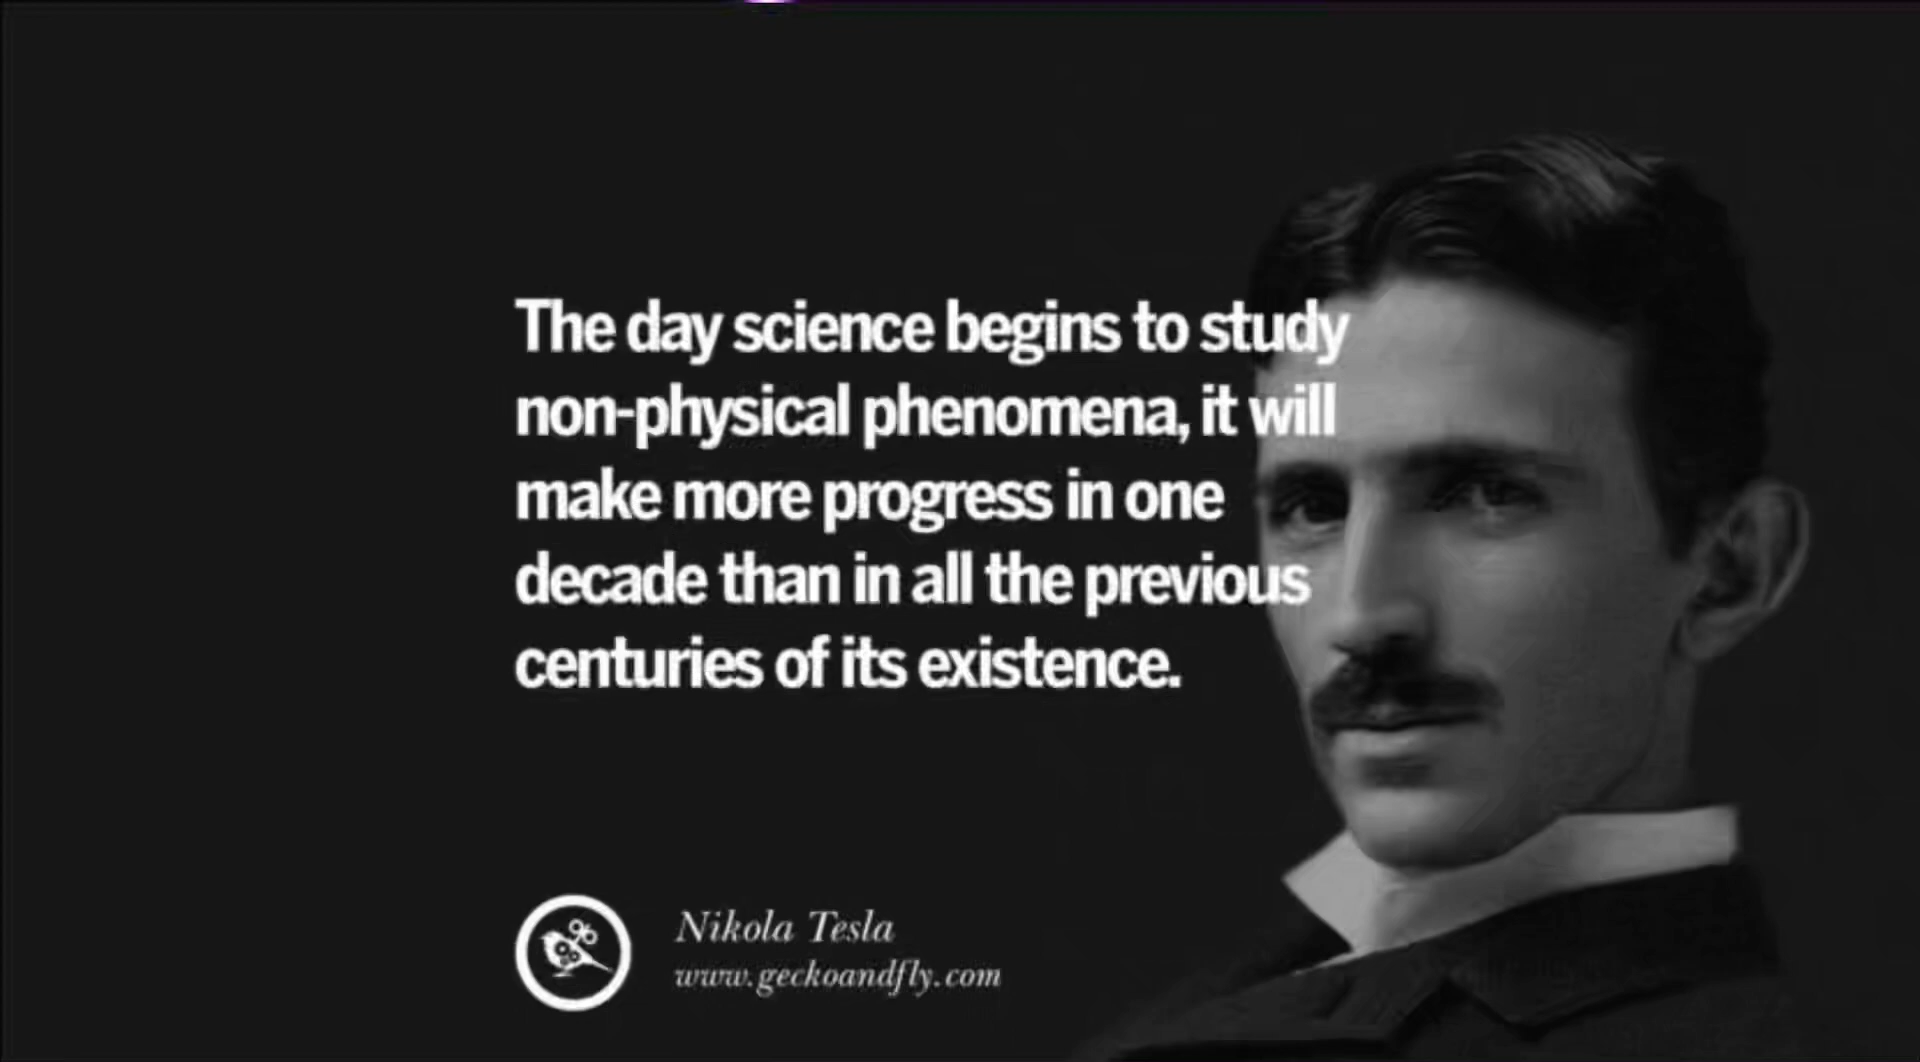 The day science begins to study
non-physical phenomena, it will
make more progress in one
decade than in all the previous
centuries of its existence.
Nikola Tesla
www.geckoandfly.com